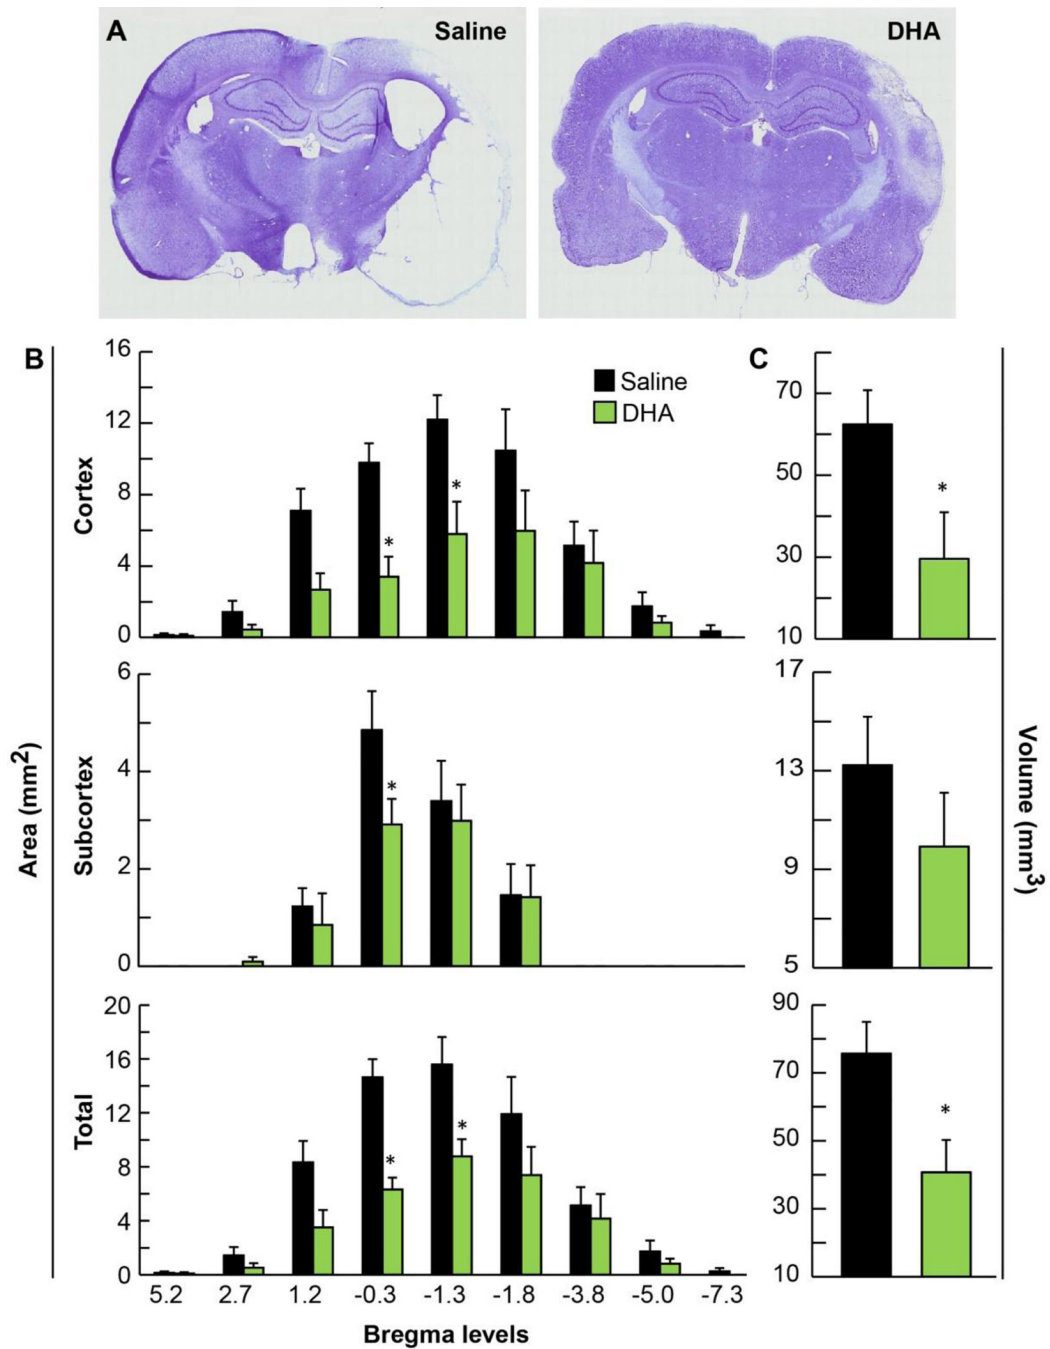 A
Saline
DHA
B
C
16
12
8
4
0
Cortex
Saline
DHA
*
*
70
50
30
10
*
6
4
2
0
Subcortex
*
17
13
9
5
Area (mm2)
Volume (mm3)
20
16
12
8
4
0
Total
*
*
90
70
50
30
10
*
5.2 2.7 1.2 -0.3 -1.3 -1.8 -3.8 -5.0 -7.3
Bregma levels